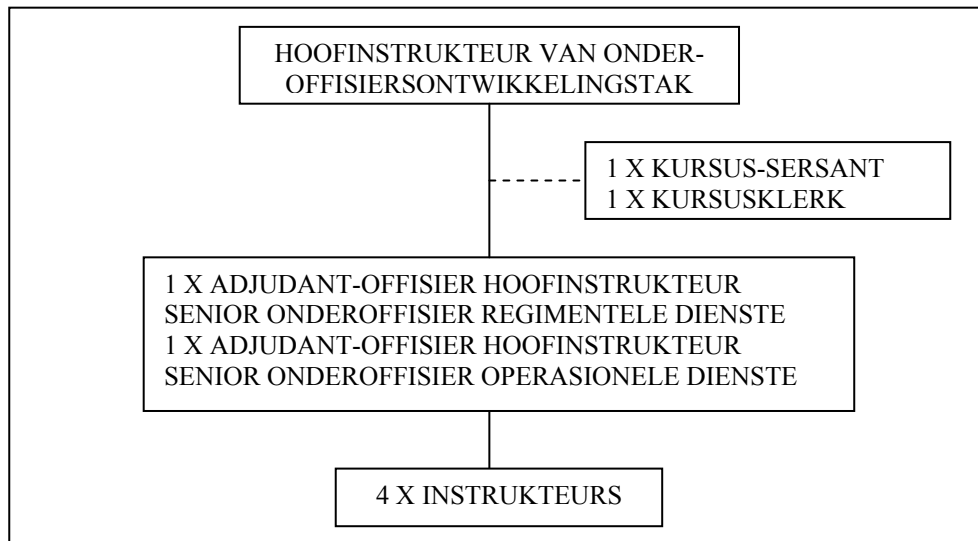 HOOFINSTRUKTEUR VAN ONDER-
OFFISIERSONTWIKKELINGSTAK
1 X KURSUS-SERSANT
1 X KURSUSKLERK
1 X ADJUDANT-OFFISIER HOOFINSTRUKTEUR
SENIOR ONDEROFFISIER REGIMENTELE DIENSTE
1 X ADJUDANT-OFFISIER HOOFINSTRUKTEUR
SENIOR ONDEROFFISIER OPERASIONELE DIENSTE
4 X INSTRUKTEURS